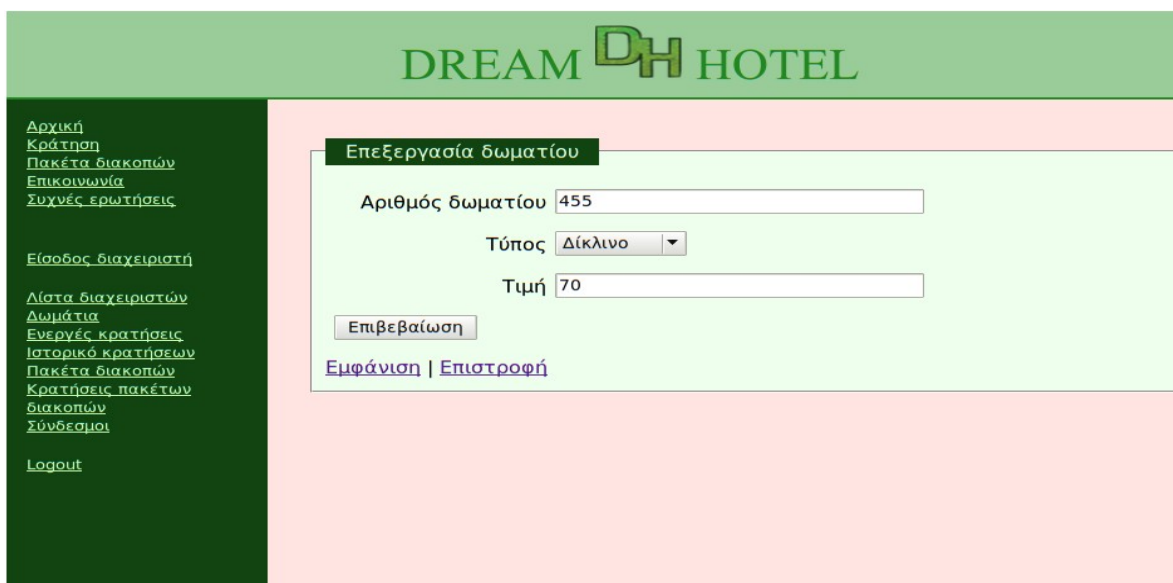 DREAM DH HOTEL
Αρχική
Κράτηση
Πακέτα διακοπών
Επικοινωνία
Συχνές ερωτήσεις
Είσοδος διαχειριστή
Λίστα διαχειριστών
Δωμάτια
Ενεργές κρατήσεις
Ιστορικό κρατήσεων
Πακέτα διακοπών
Κρατήσεις πακέτων
διακοπών
Σύνδεσμοι
Logout
Επεξεργασία δωματίου
Αριθμός δωματίου 455
Τύπος Δίκλινο
Τιμή 70
Επιβεβαίωση
Εμφάνιση | Επιστροφή